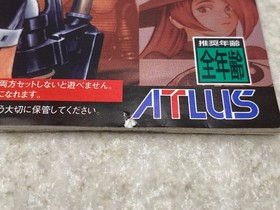 推奨年齢
全年齢
両方セットしないと遊べません。
になれます。
う大切に保管してください。
ATLUS